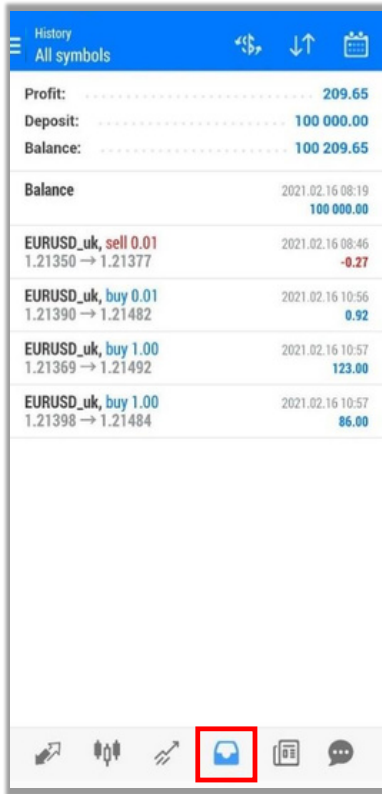 History
All symbols
Profit: 209.65
Deposit: 100 000.00
Balance: 100 209.65
Balance 2021.02.16 08:19
100 000.00
EURUSD_uk, sell 0.01 2021.02.16 08:46
1.21350 → 1.21377 -0.27
EURUSD_uk, buy 0.01 2021.02.16 10:56
1.21390 → 1.21482 0.92
EURUSD_uk, buy 1.00 2021.02.16 10:57
1.21369 → 1.21492 123.00
EURUSD_uk, buy 1.00 2021.02.16 10:57
1.21398 → 1.21484 86.00